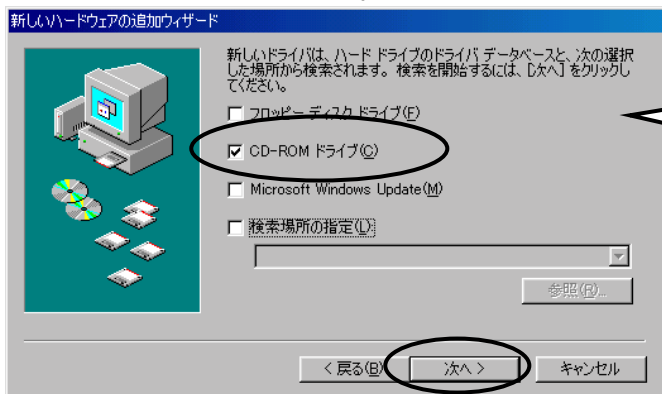 新しいハードウェアの追加ウィザード
新しいドライバは、ハード ドライブのドライバ データベースと、次の選択
した場所から検索されます。検索を開始するには、[次へ] をクリックし
てください。
フロッピー ディスク ドライブ(F)
CD-ROM ドライブ(C)
Microsoft Windows Update(M)
検索場所の指定(L):
参照(R)...
< 戻る(B) 次へ > キャンセル